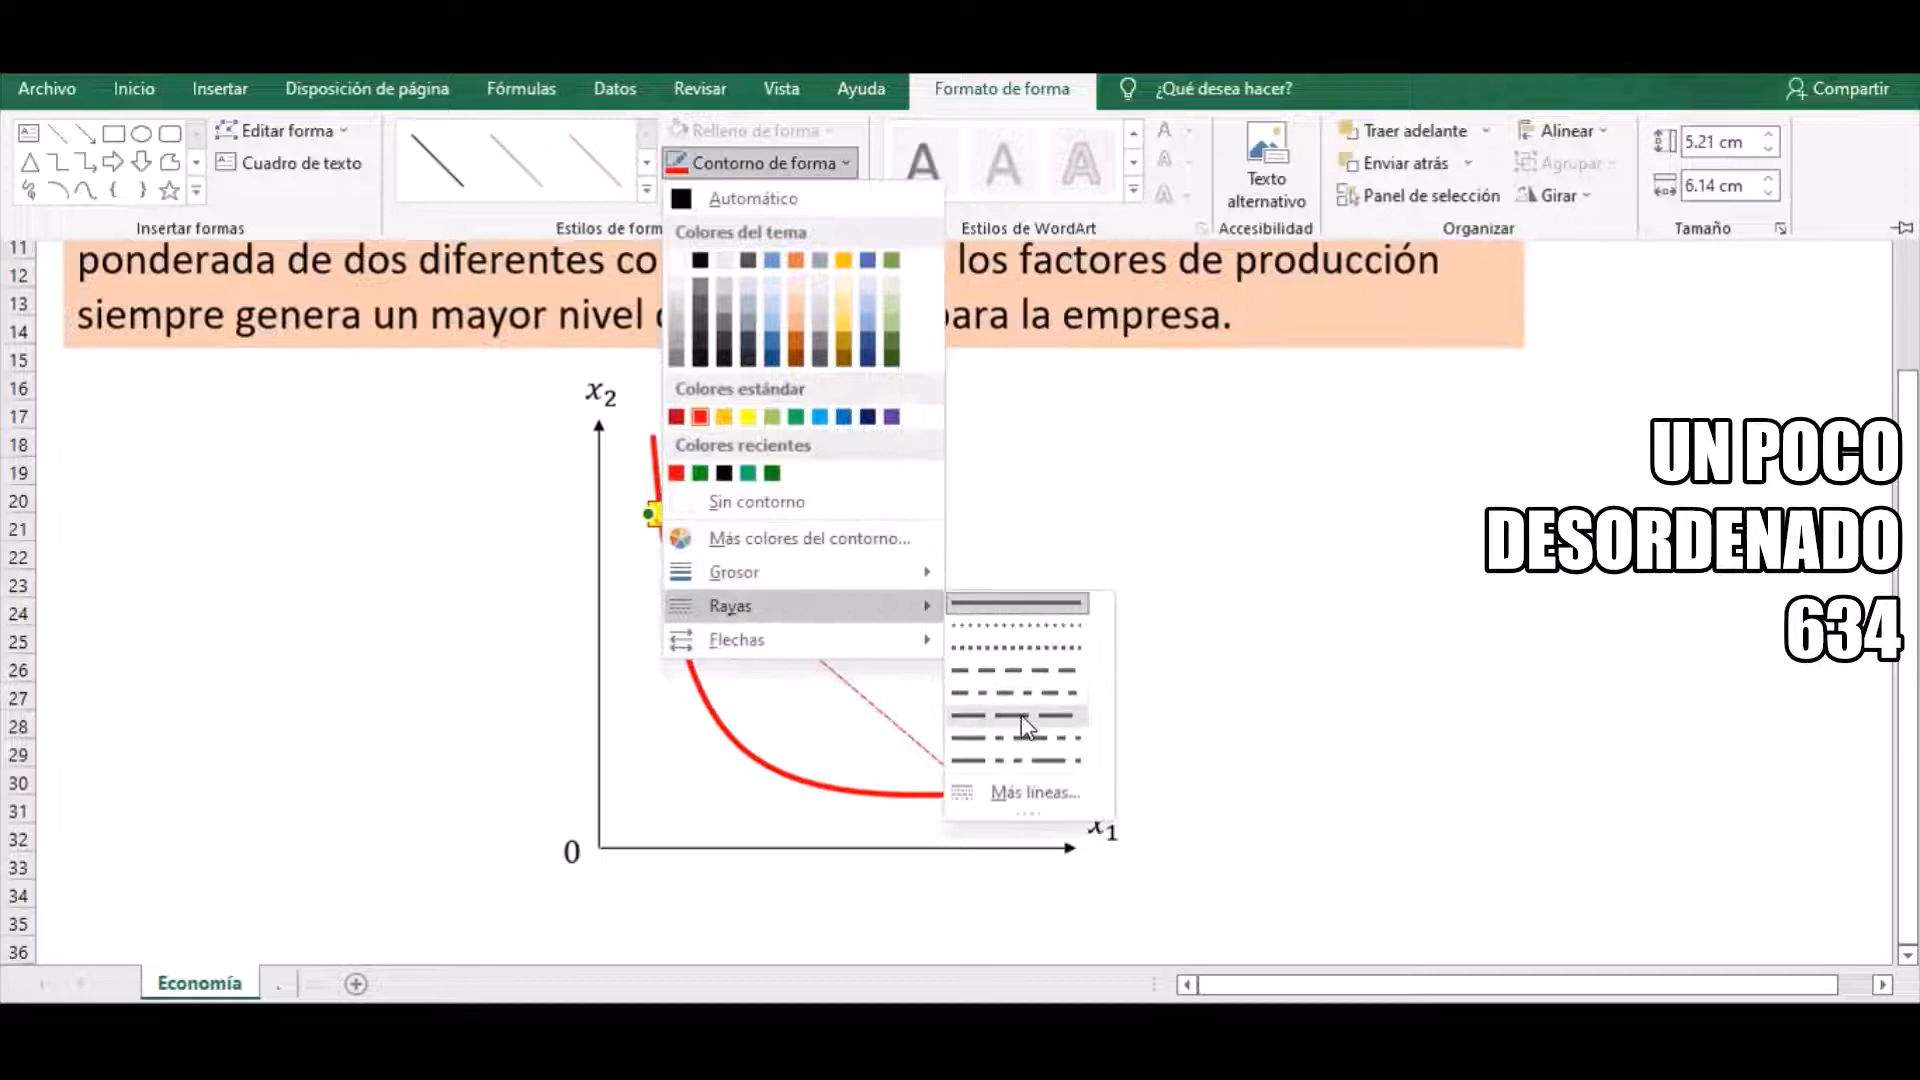 Archivo Inicio Insertar Disposición de página Fórmulas Datos Revisar Vista Ayuda Formato de forma ¿Qué desea hacer? Compartir
Editar forma
Cuadro de texto
Insertar formas
Relleno de forma
Contorno de forma
Estilos de form
A A A
Estilos de WordArt
Texto
alternativo
Accesibilidad
Traer adelante
Enviar atrás
Panel de selección
Alinear
Agrupar
Girar
Organizar
5.21 cm
6.14 cm
Tamaño
Automático
Colores del tema
Colores estándar
Colores recientes
Sin contorno
Más colores del contorno...
Grosor
Rayas
Flechas
Más líneas...
11
12
13
14
15
16
17
18
19
20
21
22
23
24
25
26
27
28
29
30
31
32
33
34
35
36
ponderada de dos diferentes co los factores de producción
siempre genera un mayor nivel para la empresa.
x2
0
x1
UN POCO
DESORDENADO
634
Economía .